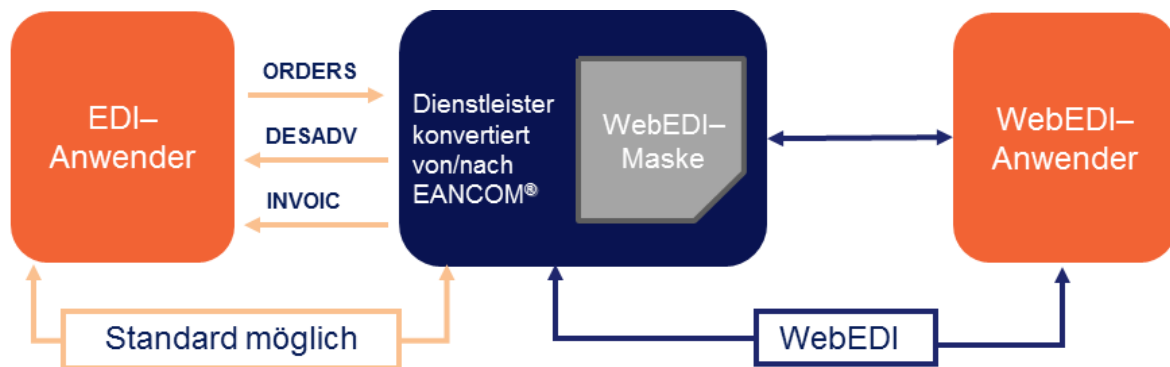 EDI–
Anwender
ORDERS
DESADV
INVOIC
Dienstleister
konvertiert
von/nach
EANCOM®
WebEDI–
Maske
WebEDI–
Anwender
Standard möglich
WebEDI